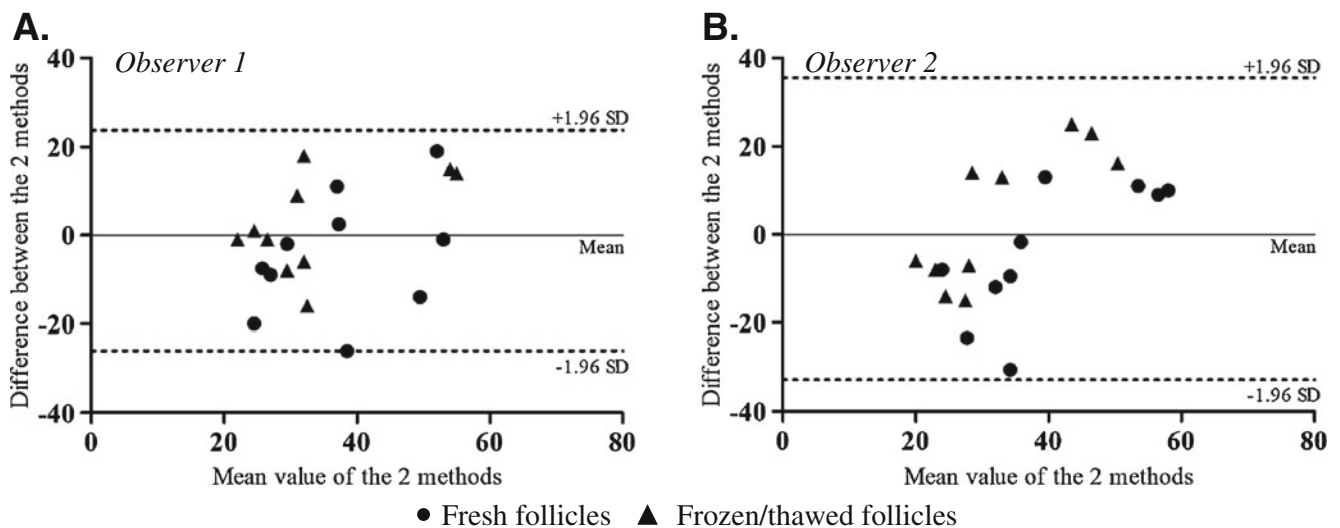 A.
Observer 1
Difference between the 2 methods
40
20
0
-20
-40
+1.96 SD
Mean
-1.96 SD
0
20
40
60
80
Mean value of the 2 methods
B.
Observer 2
Difference between the 2 methods
40
20
0
-20
-40
+1.96 SD
Mean
-1.96 SD
0
20
40
60
80
Mean value of the 2 methods
Fresh follicles
Frozen/thawed follicles